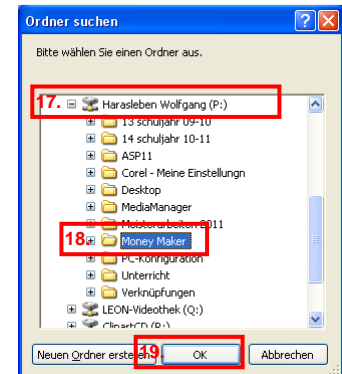 Ordner suchen
Bitte wählen Sie einen Ordner aus.
17. Harasleben Wolfgang (P:)
13 schuljahr 09-10
14 schuljahr 10-11
ASP11
Corel - Meine Einstellungn
Desktop
MediaManager
Meisterarbeiten 2011
18. Money Maker
PC-Konfiguration
Unterricht
Verknüpfungen
LEON-Videothek (Q:)
ClipartCD (R:)
Neuen Ordner erstellen 19. OK Abbrechen